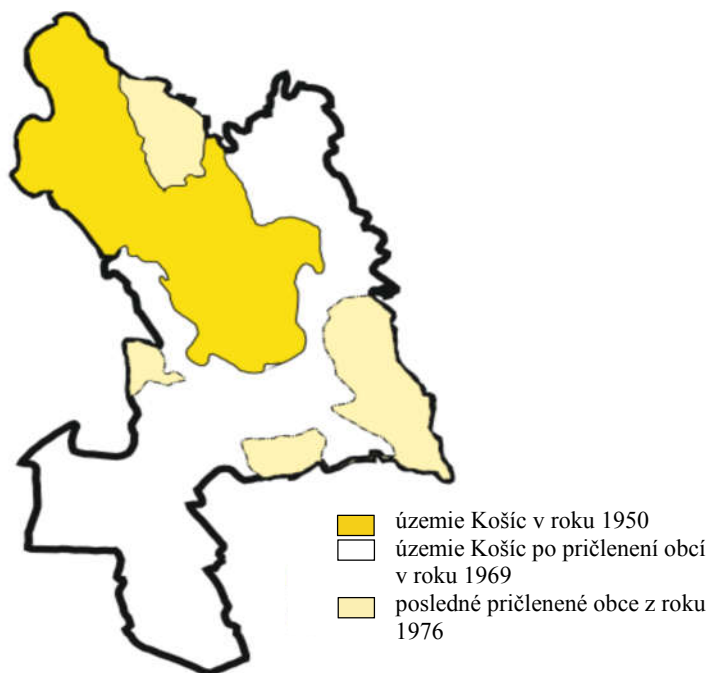 územie Košíc v roku 1950
územie Košíc po pričlenení obcí
v roku 1969
posledné pričlenené obce z roku
1976